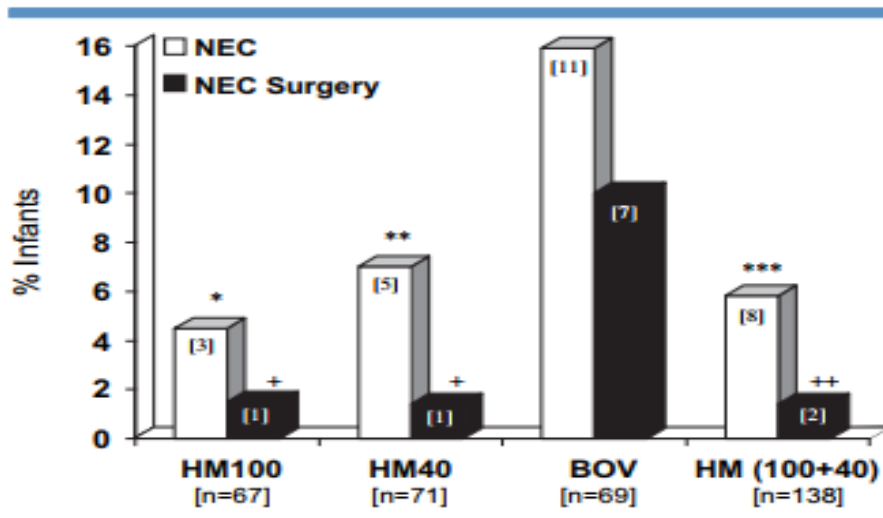 16
NEC
14
NEC Surgery
12
10
8
6
4
2
0
% Infants
[3]
*
[1]
+
[5]
**
[1]
+
[11]
[7]
[8]
***
[2]
++
HM100
[n=67]
HM40
[n=71]
BOV
[n=69]
HM (100+40)
[n=138]